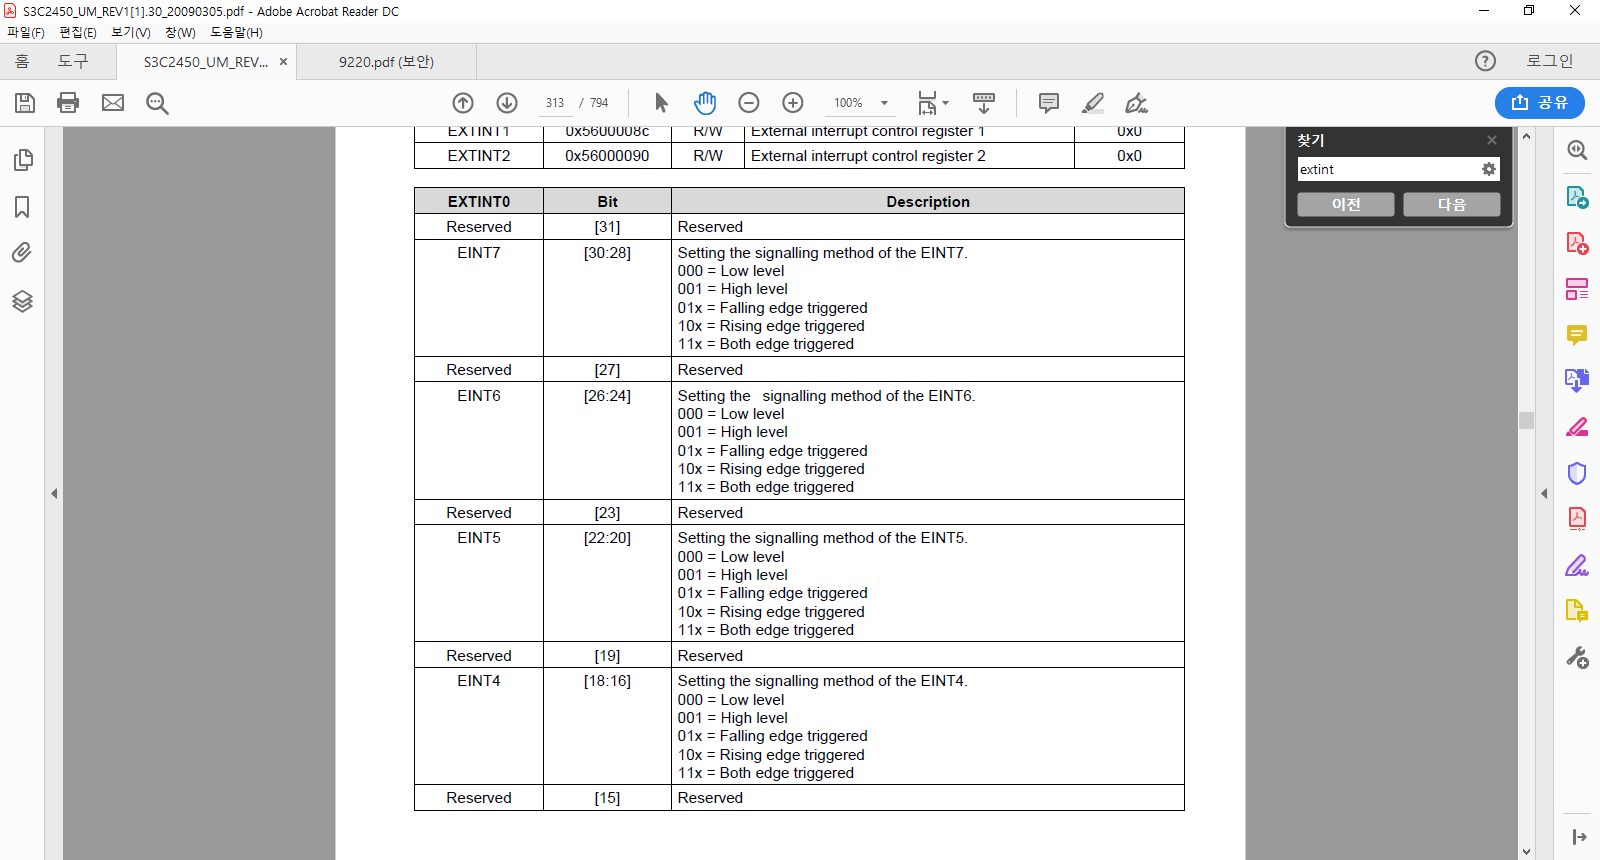 S3C2450_UM_REV1[1].30_20090305.pdf - Adobe Acrobat Reader DC
파일(F) 편집(E) 보기(V) 창(W) 도움말(H)
홈 도구 S3C2450_UM_REV... × 9220.pdf (보안) ? 로그인
313 / 794 100% 공유
EXTINT1 0x5600008c R/W External interrupt control register 1 0x0
EXTINT2 0x56000090 R/W External interrupt control register 2 0x0
찾기
extint
이전 다음
EXTINT0 Bit Description
Reserved [31] Reserved
EINT7 [30:28] Setting the signalling method of the EINT7.
000 = Low level
001 = High level
01x = Falling edge triggered
10x = Rising edge triggered
11x = Both edge triggered
Reserved [27] Reserved
EINT6 [26:24] Setting the signalling method of the EINT6.
000 = Low level
001 = High level
01x = Falling edge triggered
10x = Rising edge triggered
11x = Both edge triggered
Reserved [23] Reserved
EINT5 [22:20] Setting the signalling method of the EINT5.
000 = Low level
001 = High level
01x = Falling edge triggered
10x = Rising edge triggered
11x = Both edge triggered
Reserved [19] Reserved
EINT4 [18:16] Setting the signalling method of the EINT4.
000 = Low level
001 = High level
01x = Falling edge triggered
10x = Rising edge triggered
11x = Both edge triggered
Reserved [15] Reserved